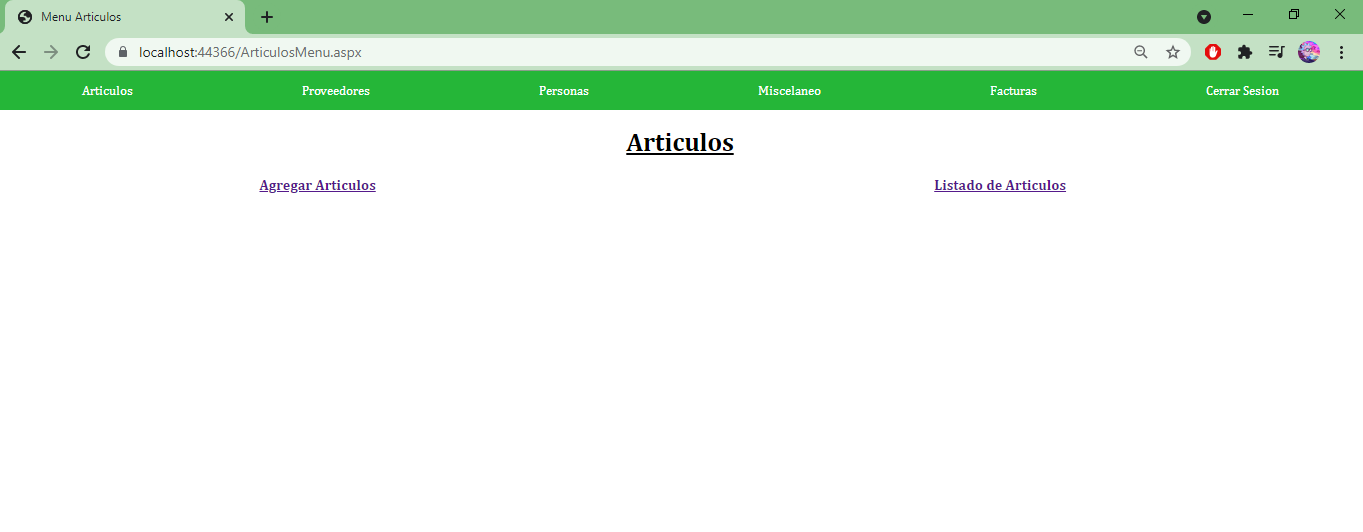 Menu Articulos
localhost:44366/ArticulosMenu.aspx
Articulos Proveedores Personas Miscelaneo Facturas Cerrar Sesion
Articulos
Agregar Articulos Listado de Articulos